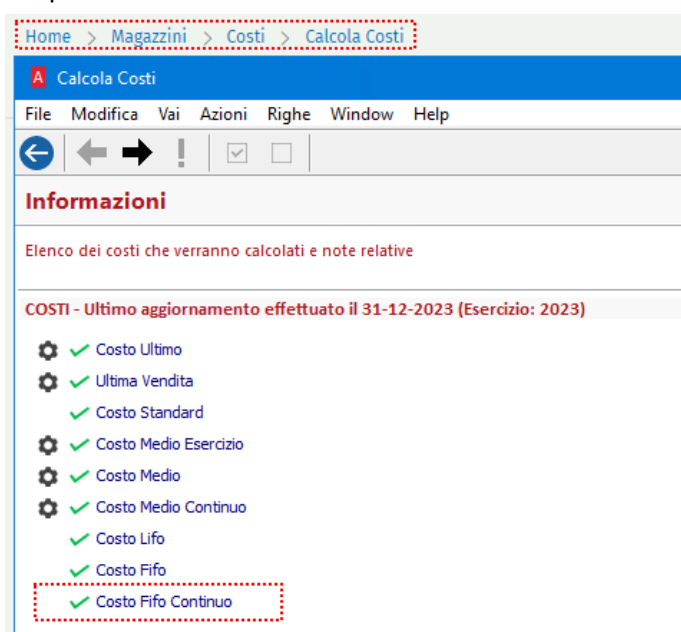 Home > Magazzini > Costi > Calcola Costi
A Calcola Costi
File Modifica Vai Azioni Righe Window Help
Informazioni
Elenco dei costi che verranno calcolati e note relative
COSTI - Ultimo aggiornamento effettuato il 31-12-2023 (Esercizio: 2023)
Costo Ultimo
Ultima Vendita
Costo Standard
Costo Medio Esercizio
Costo Medio
Costo Medio Continuo
Costo Lifo
Costo Fifo
Costo Fifo Continuo